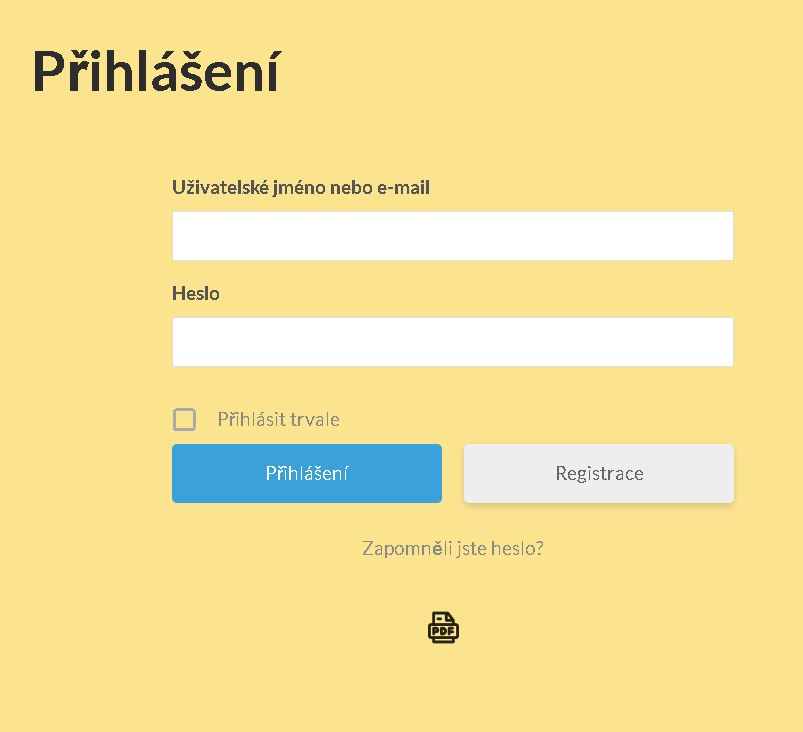 Přihlášení
Uživatelské jméno nebo e-mail
Heslo
Přihlásit trvale
Přihlášení
Registrace
Zapomněli jste heslo?
PDF